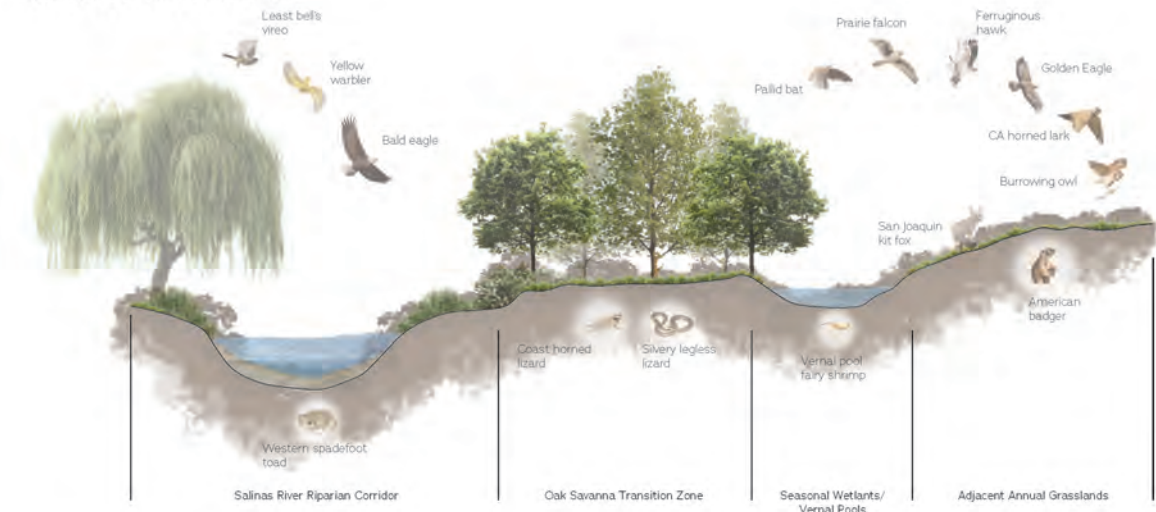 Least bell's
vireo
Yellow
warbler
Bald eagle
Prairie falcon
Ferruginous
hawk
Pallid bat
Golden Eagle
CA horned lark
Burrowing owl
San Joaquin
kit fox
American
badger
Coast horned
lizard
Silvery legless
lizard
Vernal pool
fairy shrimp
Western spadefoot
toad
Salinas River Riparian Corridor
Oak Savanna Transition Zone
Seasonal Wetlants/
Vernal Pools
Adjacent Annual Grasslands